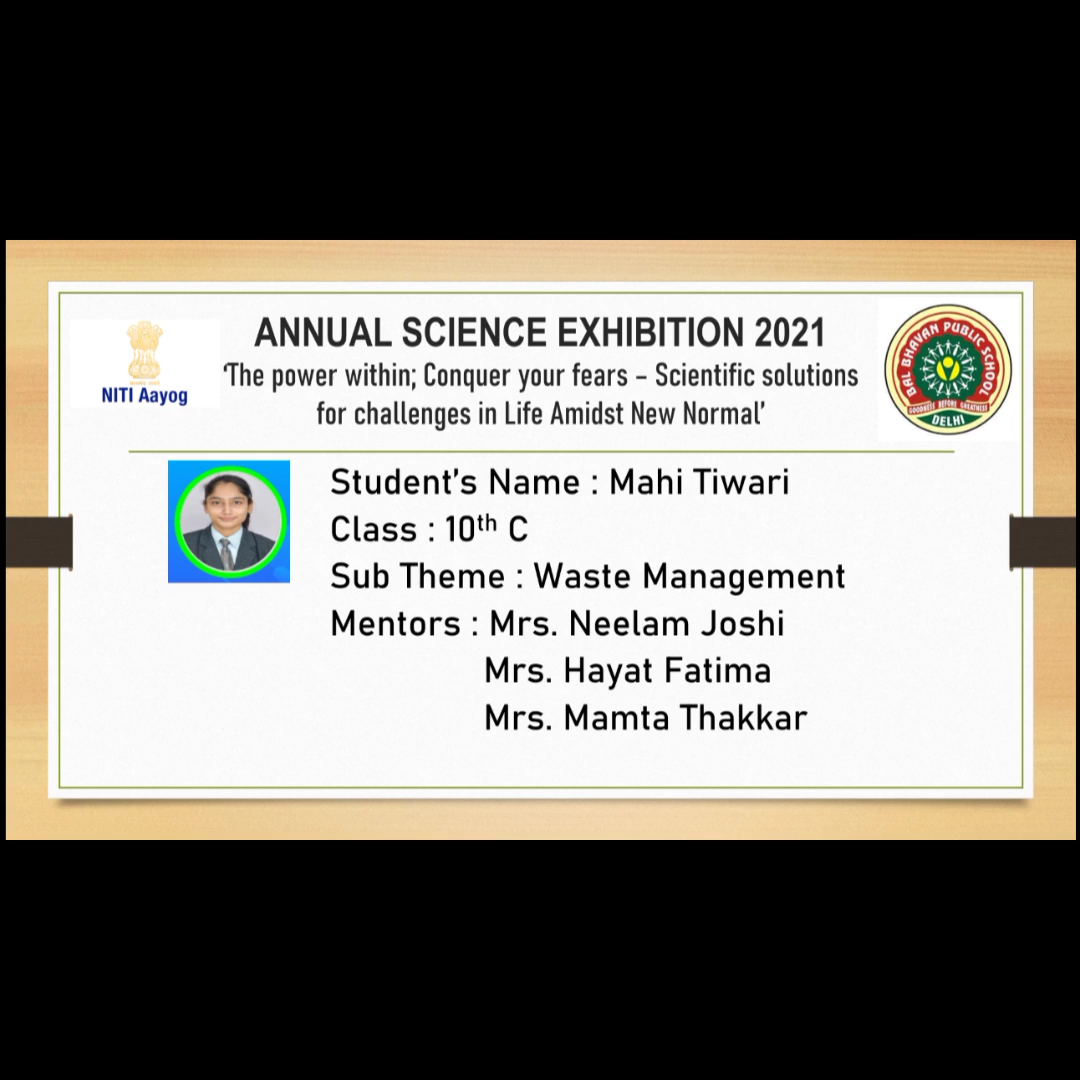 ANNUAL SCIENCE EXHIBITION 2021
‘The power within; Conquer your fears – Scientific solutions
for challenges in Life Amidst New Normal’
NITI Aayog
BAL BHAVAN PUBLIC SCHOOL
GOODNESS BEFORE GREATNESS
DELHI
Student’s Name : Mahi Tiwari
Class : 10th C
Sub Theme : Waste Management
Mentors : Mrs. Neelam Joshi
Mrs. Hayat Fatima
Mrs. Mamta Thakkar